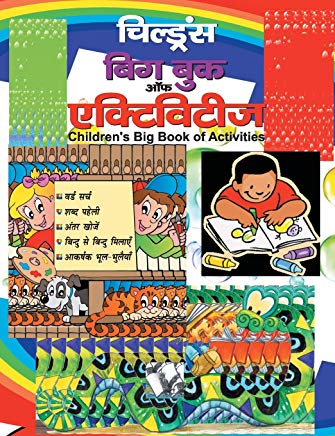 चिल्ड्रंस
बिग बुक
ऑफ
एक्टिविटीज
Children's Big Book of Activities
वर्ड सर्च
शब्द पहेली
अंतर खोजें
बिन्दु से बिन्दु मिलाएँ
आकर्षक भूल-भुलैयाँ